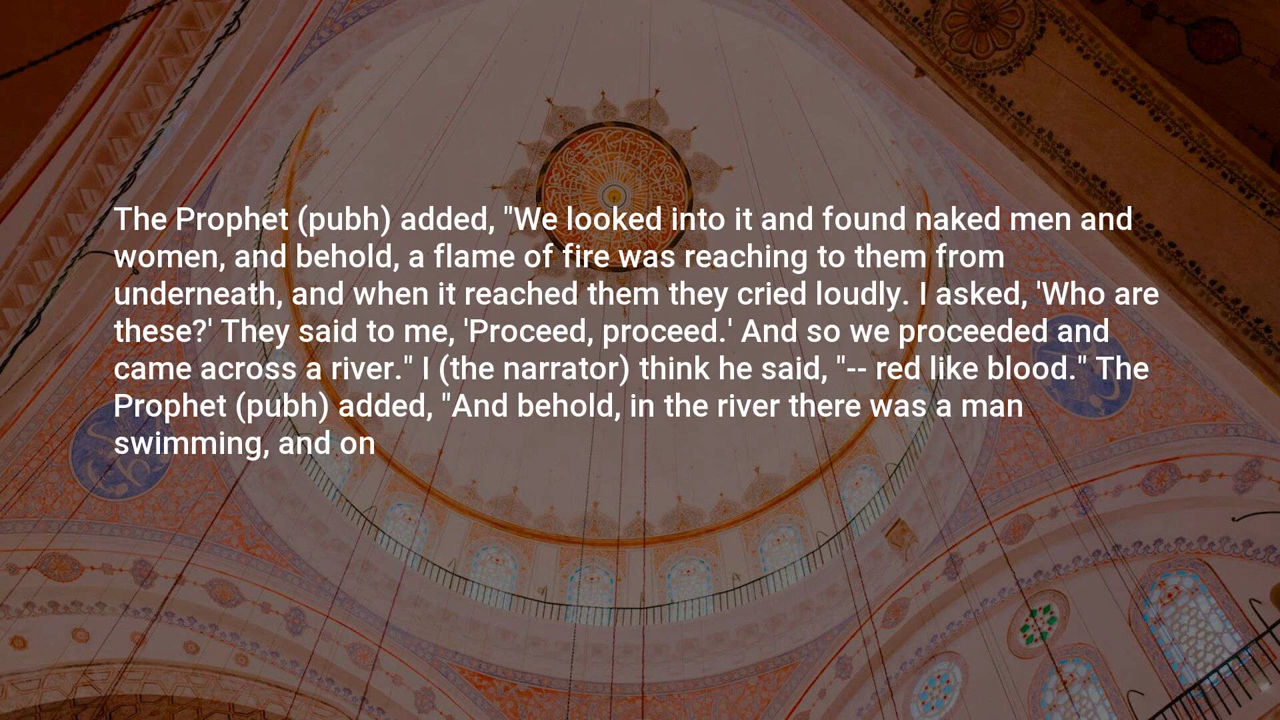 The Prophet (pubh) added, "We looked into it and found naked men and
women, and behold, a flame of fire was reaching to them from
underneath, and when it reached them they cried loudly. I asked, 'Who are
these?' They said to me, 'Proceed, proceed.' And so we proceeded and
came across a river." I (the narrator) think he said, "-- red like blood." The
Prophet (pubh) added, "And behold, in the river there was a man
swimming, and on